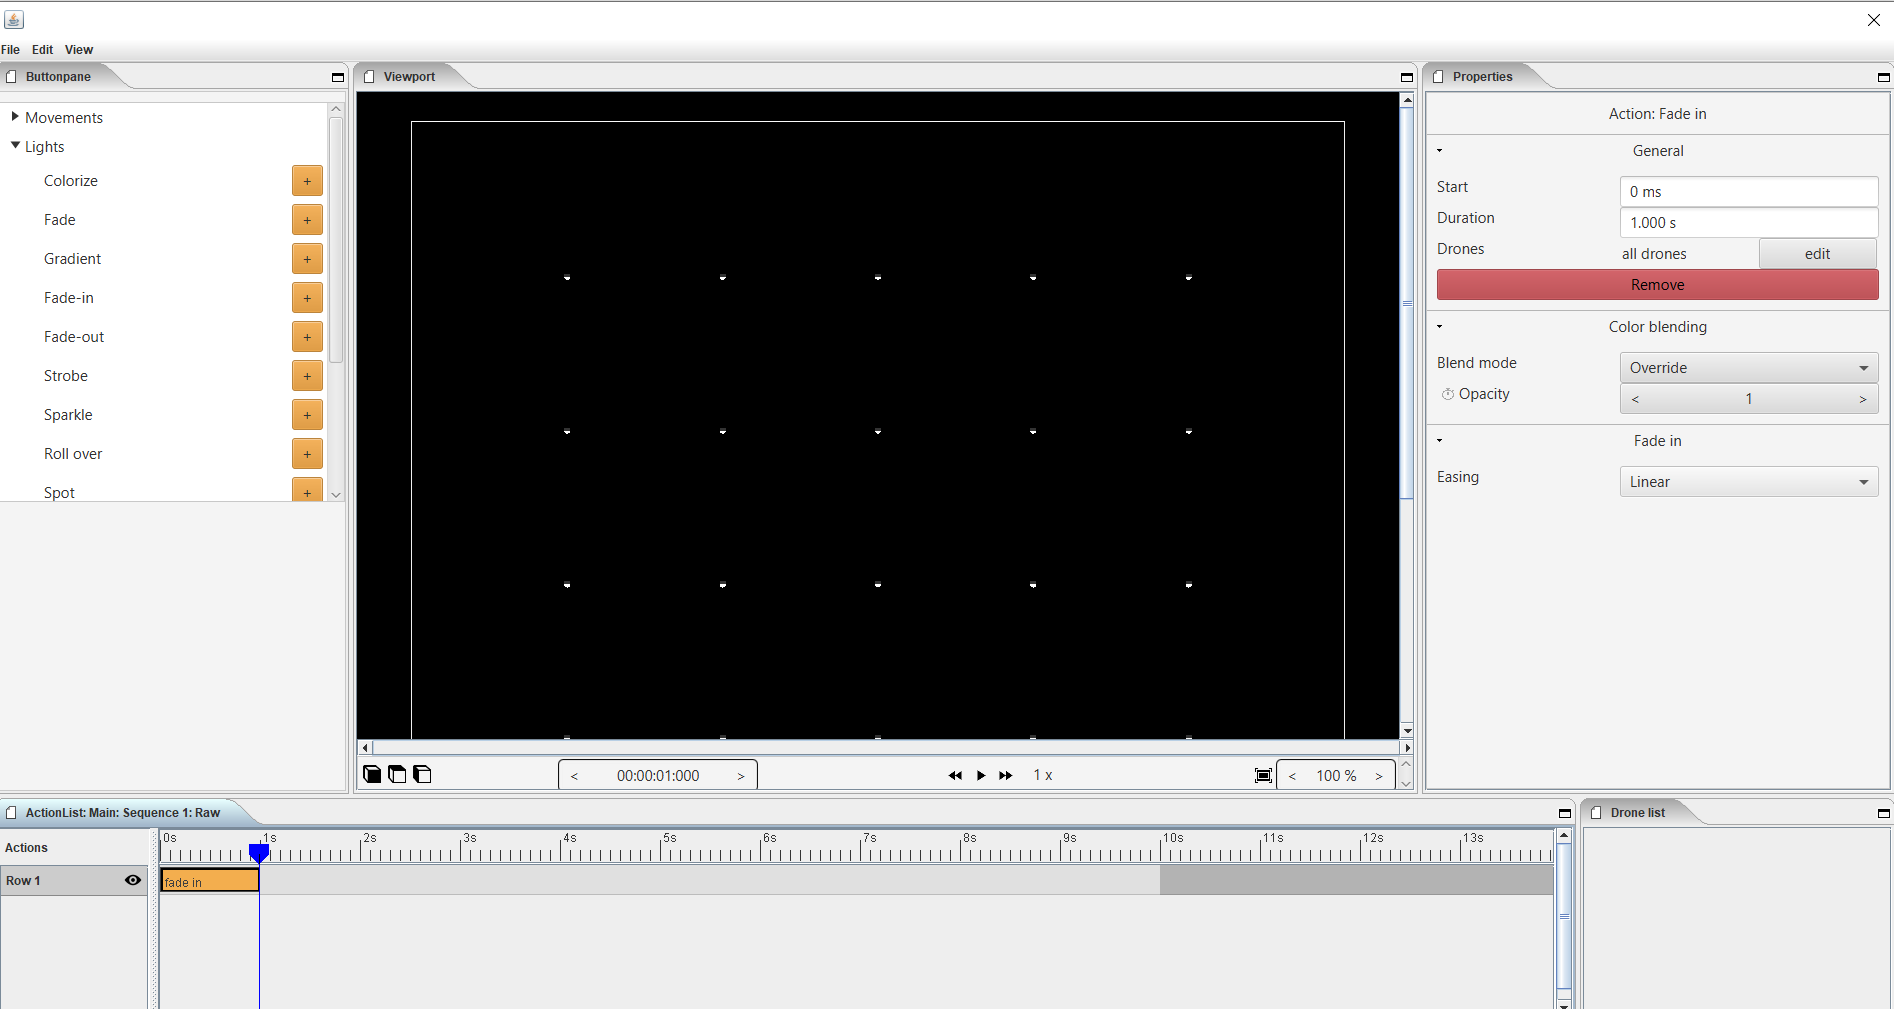 File Edit View
Buttonpane
Movements
Lights
Colorize +
Fade +
Gradient +
Fade-in +
Fade-out +
Strobe +
Sparkle +
Roll over +
Spot +
Viewport
< 00:00:01:000 >
1 x
< 100 % >
Properties
Action: Fade in
General
Start 0 ms
Duration 1.000 s
Drones all drones edit
Remove
Color blending
Blend mode Override
Opacity < 1 >
Fade in
Easing Linear
ActionList: Main: Sequence 1: Raw
Actions 0s 1s 2s 3s 4s 5s 6s 7s 8s 9s 10s 11s 12s 13s
Row 1 fade in
Drone list